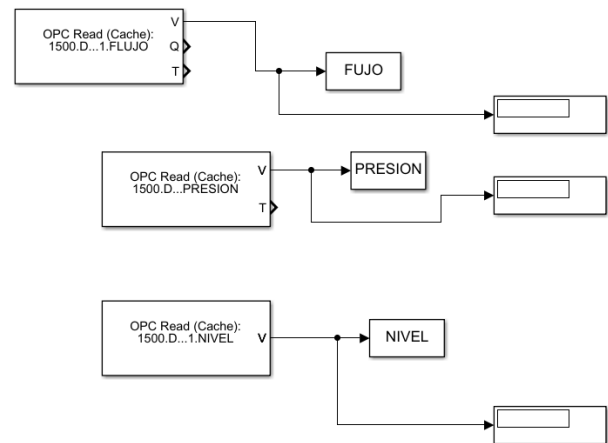 OPC Read (Cache):
1500.D...1.FLUJO
V
Q
T
FUJO
OPC Read (Cache):
1500.D...PRESION
V
T
PRESION
OPC Read (Cache):
1500.D...1.NIVEL
V
NIVEL